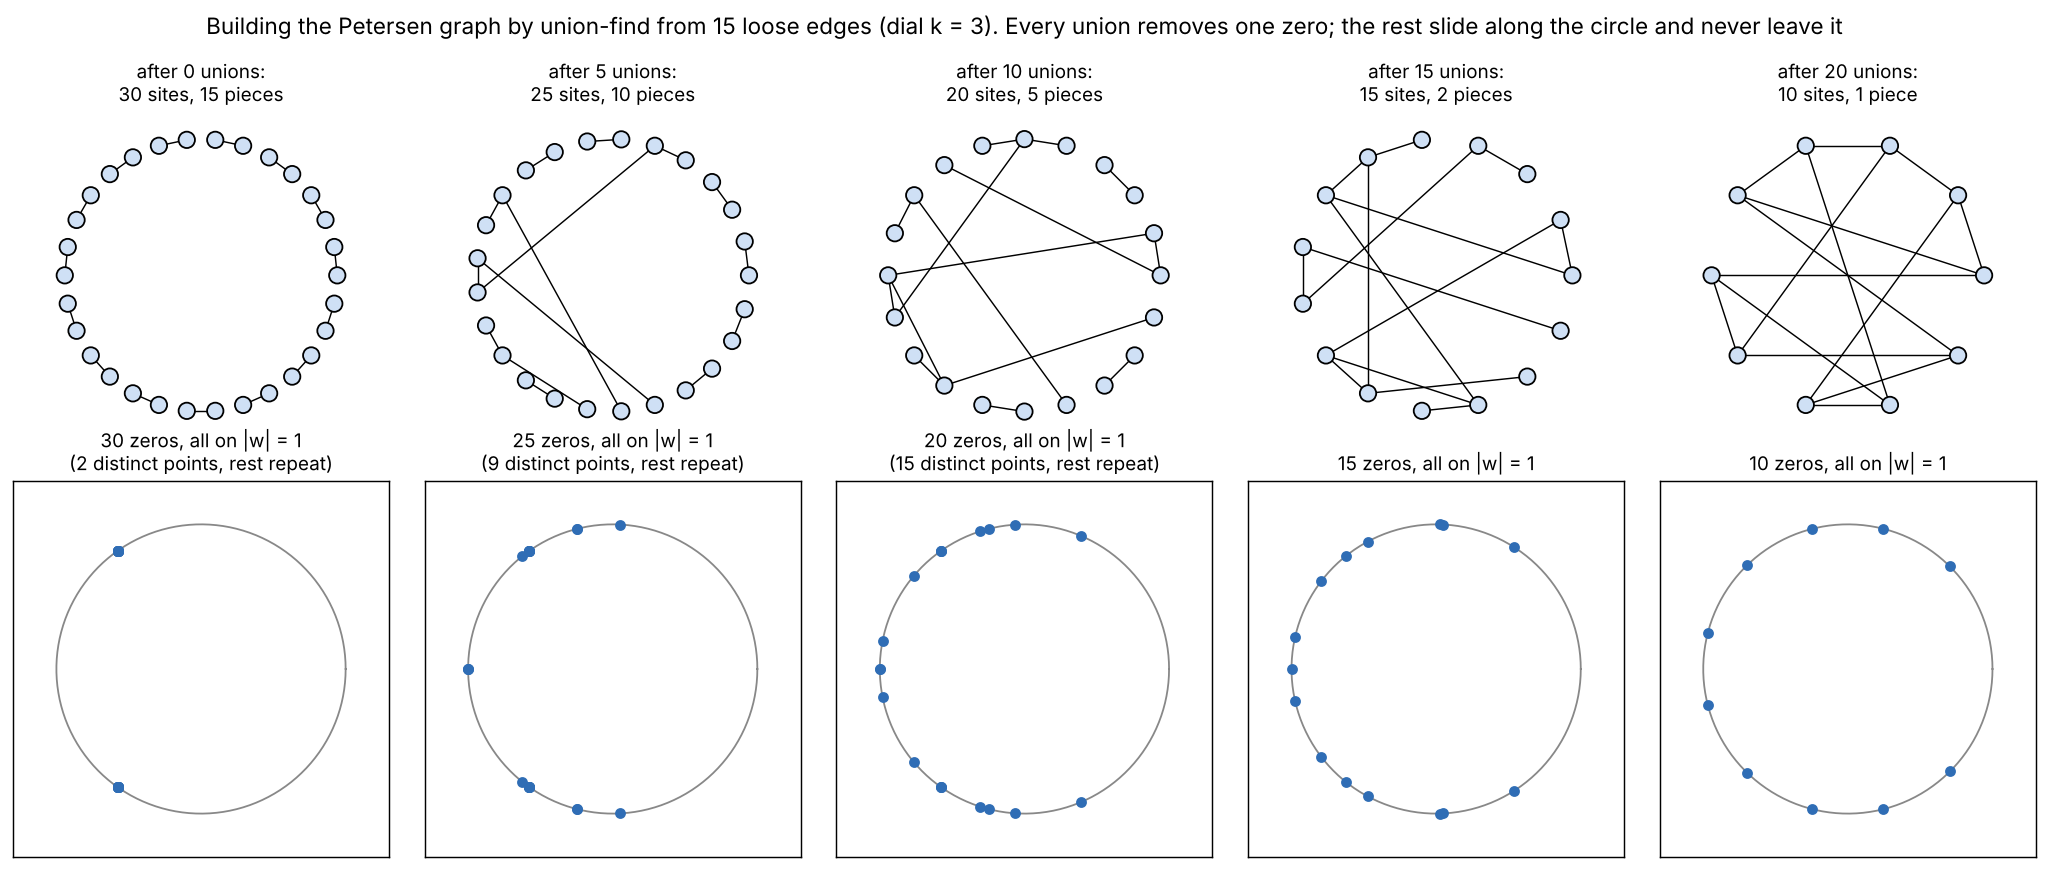 Building the Petersen graph by union-find from 15 loose edges (dial k = 3). Every union removes one zero; the rest slide along the circle and never leave it
after 0 unions:
30 sites, 15 pieces
after 5 unions:
25 sites, 10 pieces
after 10 unions:
20 sites, 5 pieces
after 15 unions:
15 sites, 2 pieces
after 20 unions:
10 sites, 1 piece
30 zeros, all on |w| = 1
(2 distinct points, rest repeat)
25 zeros, all on |w| = 1
(9 distinct points, rest repeat)
20 zeros, all on |w| = 1
(15 distinct points, rest repeat)
15 zeros, all on |w| = 1
10 zeros, all on |w| = 1